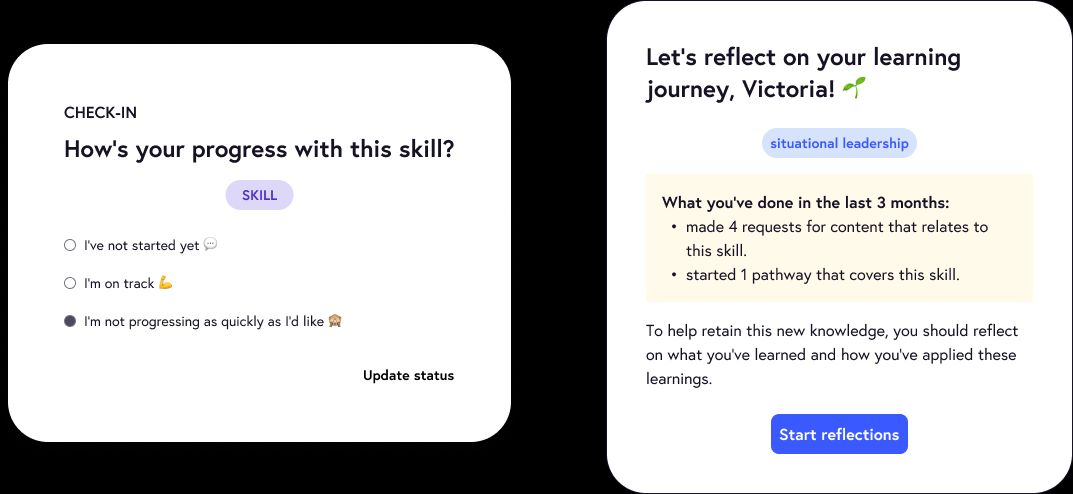 CHECK-IN
How's your progress with this skill?
SKILL
I've not started yet 💬
I'm on track 💪
I'm not progressing as quickly as I'd like 🙈
Update status
Let's reflect on your learning
journey, Victoria! 🌱
situational leadership
What you've done in the last 3 months:
• made 4 requests for content that relates to
this skill.
• started 1 pathway that covers this skill.
To help retain this new knowledge, you should reflect
on what you've learned and how you've applied these
learnings.
Start reflections